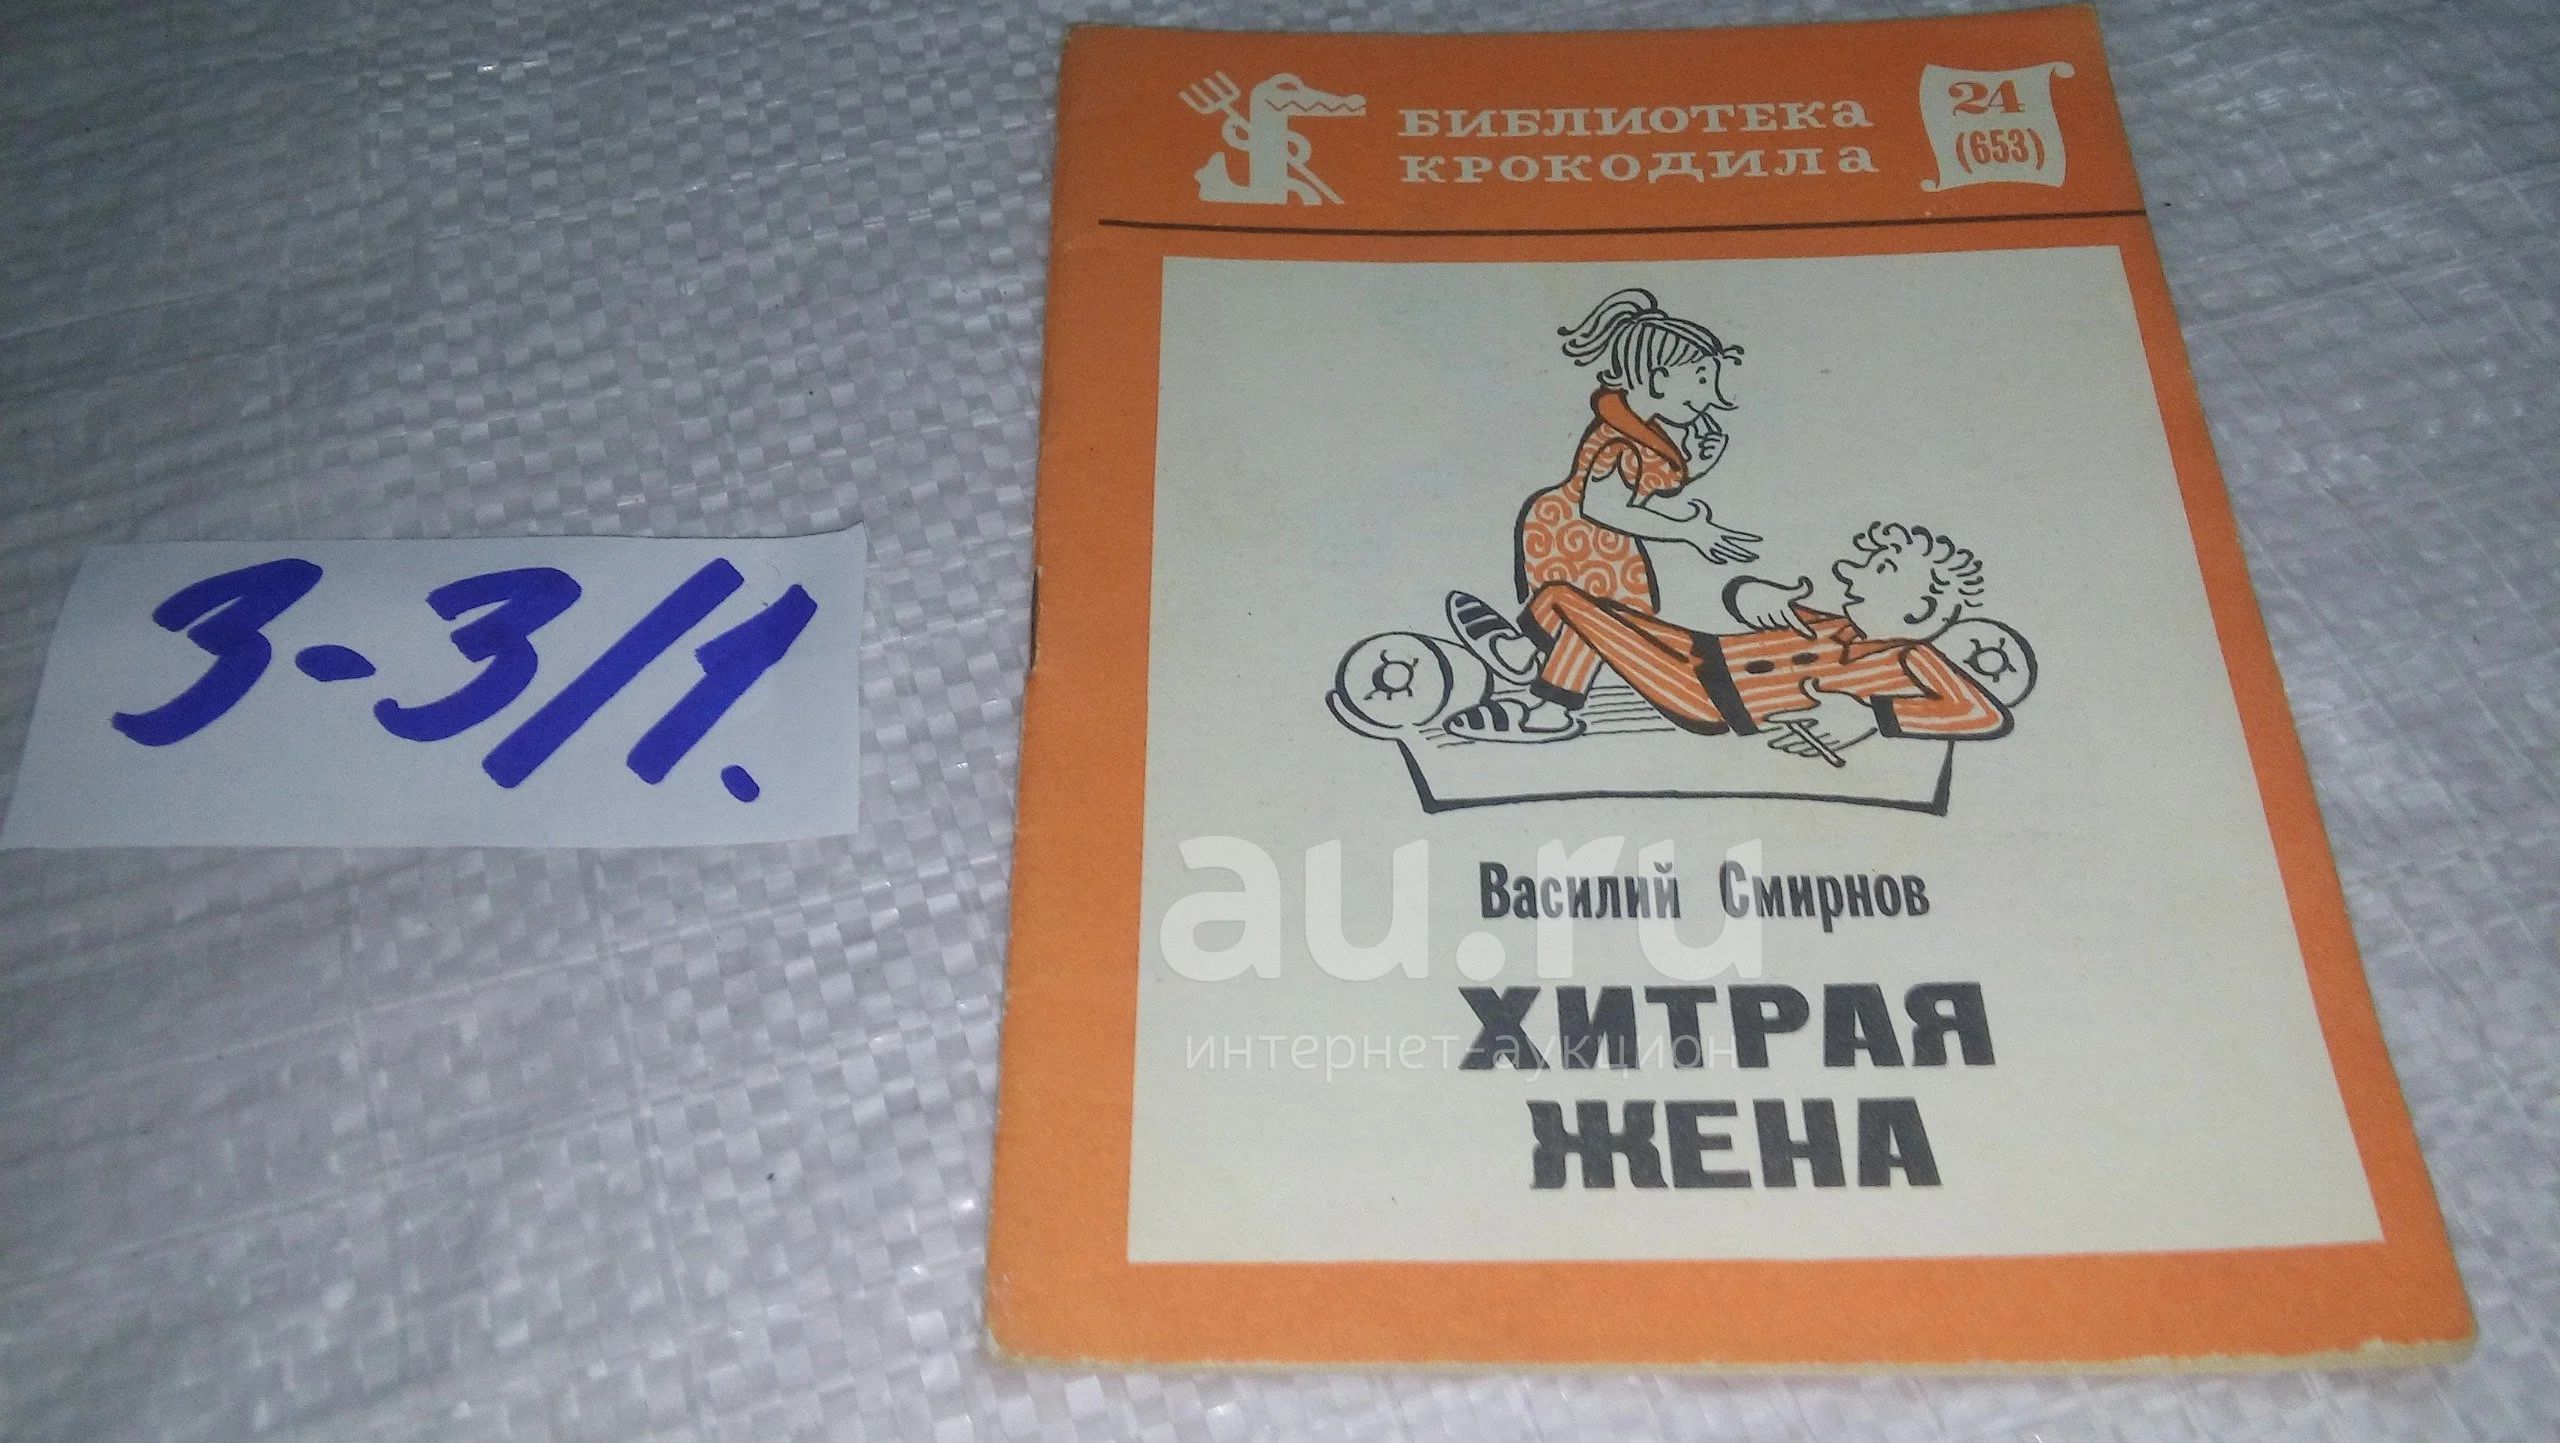 3-3/1.
БИБЛИОТЕКА
КРОКОДИЛА
24
(653)
Василий Смирнов
ХИТРАЯ
ЖЕНА
au.ru
интернет-аукцион